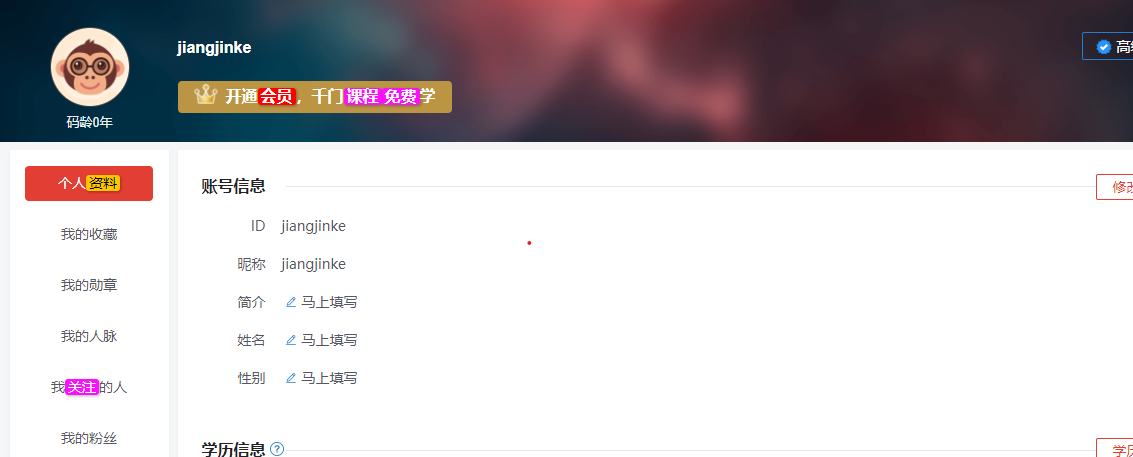 jiangjinke
高
开通会员，千门课程 免费学
码龄0年
个人资料
我的收藏
我的勋章
我的人脉
我关注的人
我的粉丝
账号信息
修
ID jiangjinke
昵称 jiangjinke
简介 马上填写
姓名 马上填写
性别 马上填写
学历信息 ?
学历